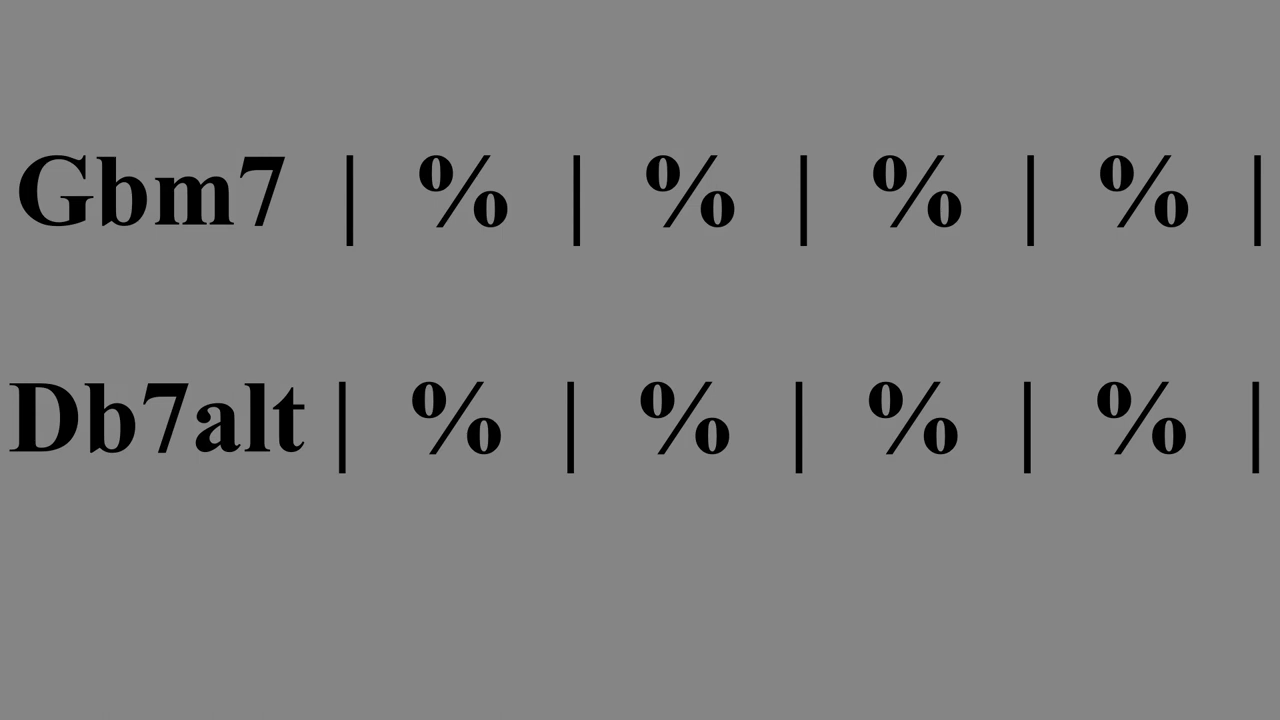 Gbm7 | % | % | % | % |
Db7alt | % | % | % | % |